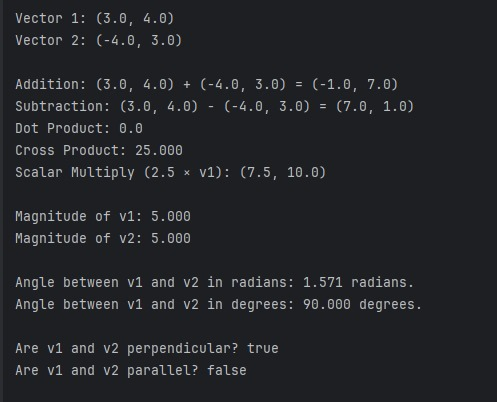 Vector 1: (3.0, 4.0)
Vector 2: (-4.0, 3.0)
Addition: (3.0, 4.0) + (-4.0, 3.0) = (-1.0, 7.0)
Subtraction: (3.0, 4.0) - (-4.0, 3.0) = (7.0, 1.0)
Dot Product: 0.0
Cross Product: 25.000
Scalar Multiply (2.5 × v1): (7.5, 10.0)
Magnitude of v1: 5.000
Magnitude of v2: 5.000
Angle between v1 and v2 in radians: 1.571 radians.
Angle between v1 and v2 in degrees: 90.000 degrees.
Are v1 and v2 perpendicular? true
Are v1 and v2 parallel? false